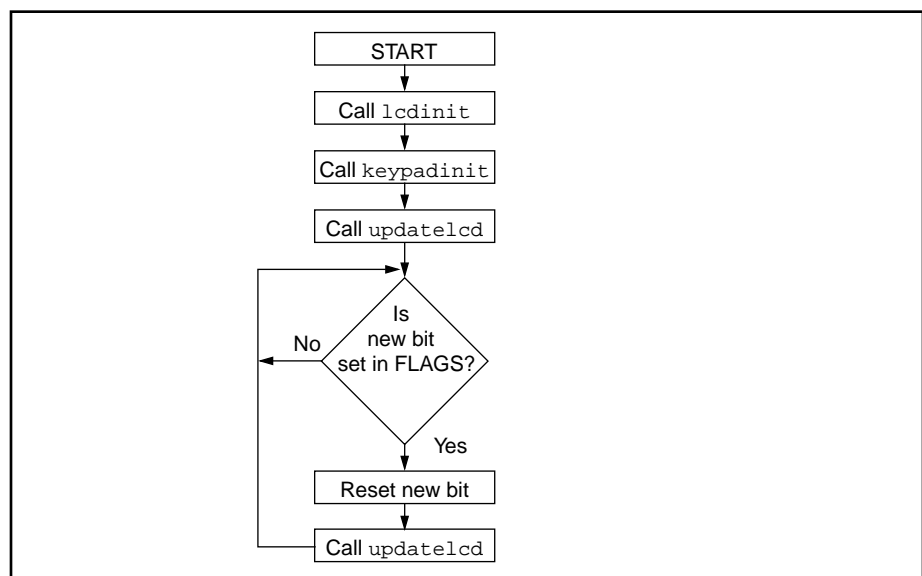 START
Call lcdinit
Call keypadinit
Call updatelcd
Is
new bit
set in FLAGS?
No
Yes
Reset new bit
Call updatelcd